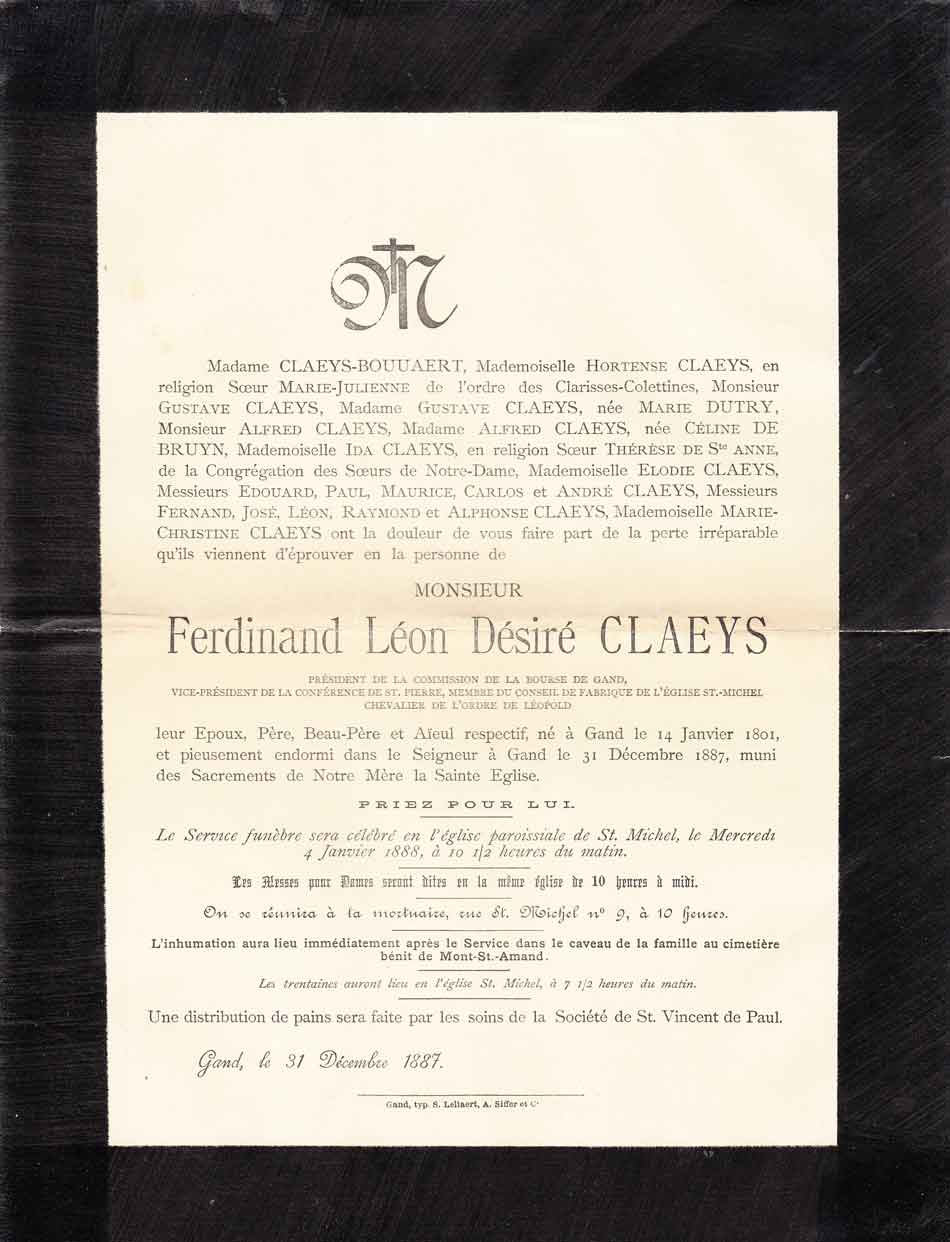 M
Madame CLAEYS-BOUUAERT, Mademoiselle HORTENSE CLAEYS, en
religion Sœur MARIE-JULIENNE de l'ordre des Clarisses-Colettines, Monsieur
GUSTAVE CLAEYS, Madame GUSTAVE CLAEYS, née MARIE DUTRY,
Monsieur ALFRED CLAEYS, Madame ALFRED CLAEYS, née CÉLINE DE
BRUYN, Mademoiselle IDA CLAEYS, en religion Sœur THÉRÈSE DE Ste ANNE,
de la Congrégation des Sœurs de Notre-Dame, Mademoiselle ELODIE CLAEYS,
Messieurs EDOUARD, PAUL, MAURICE, CARLOS et ANDRÉ CLAEYS, Messieurs
FERNAND, JOSÉ, LÉON, RAYMOND et ALPHONSE CLAEYS, Mademoiselle MARIE-
CHRISTINE CLAEYS ont la douleur de vous faire part de la perte irréparable
qu'ils viennent d'éprouver en la personne de
MONSIEUR
Ferdinand Léon Désiré CLAEYS
PRÉSIDENT DE LA COMMISSION DE LA BOURSE DE GAND,
VICE-PRÉSIDENT DE LA CONFÉRENCE DE ST. PIERRE, MEMBRE DU CONSEIL DE FABRIQUE DE L'ÉGLISE ST.-MICHEL
CHEVALIER DE L'ORDRE DE LÉOPOLD
leur Epoux, Père, Beau-Père et Aïeul respectif, né à Gand le 14 Janvier 1801,
et pieusement endormi dans le Seigneur à Gand le 31 Décembre 1887, muni
des Sacrements de Notre Mère la Sainte Eglise.
PRIEZ POUR LUI.
Le Service funèbre sera célébré en l'église paroissiale de St. Michel, le Mercredi
4 Janvier 1888, à 10 1/2 heures du matin.
Les Messes pour Dames seront dites en la même église de 10 heures à midi.
On se réunira à la mortuaire, rue St. Michel nº 9, à 10 heures.
L'inhumation aura lieu immédiatement après le Service dans le caveau de la famille au cimetière
bénit de Mont-St.-Amand.
Les trentaines auront lieu en l'église St. Michel, à 7 1/2 heures du matin.
Une distribution de pains sera faite par les soins de la Société de St. Vincent de Paul.
Gand, le 31 Décembre 1887.
Gand, typ. S. Leliaert, A. Siffer et Cº